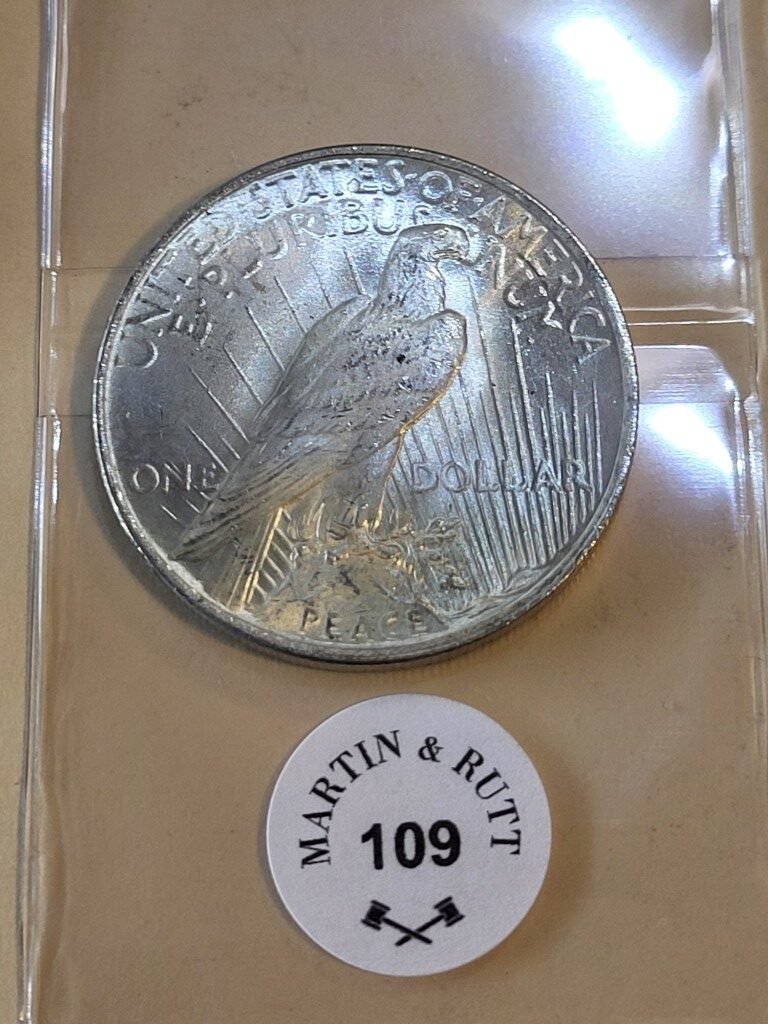 UNITED·STATES·OF·AMERICA
E·PLURIBUS UNUM
ONE DOLLAR
PEACE
MARTIN & RUTT
109